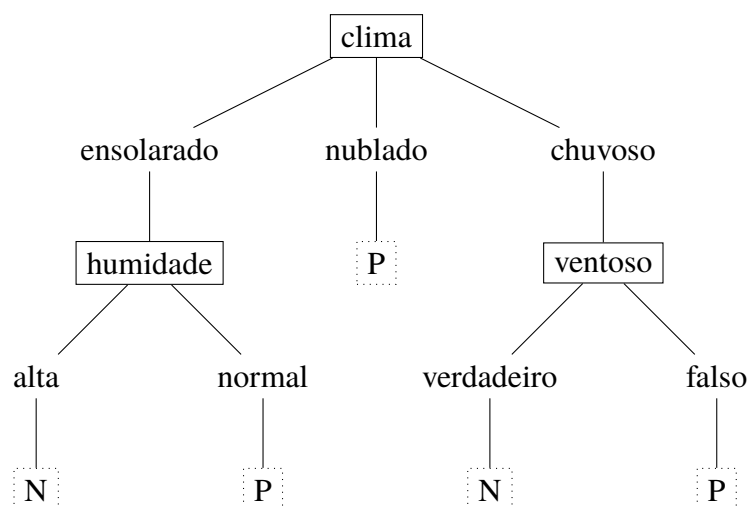 clima
ensolarado nublado chuvoso
humidade P ventoso
alta normal verdadeiro falso
N P N P